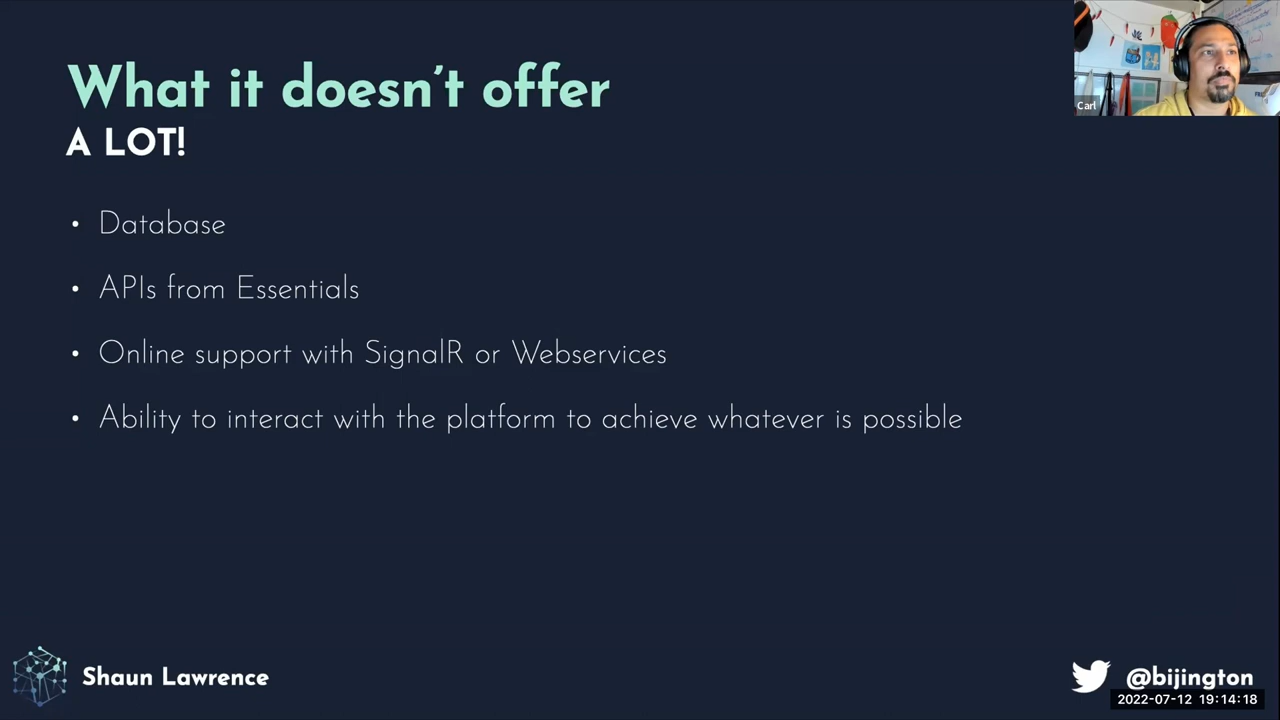 What it doesn't offer
A LOT!
• Database
• APIs from Essentials
• Online support with SignalR or Webservices
• Ability to interact with the platform to achieve whatever is possible
Carl
Shaun Lawrence
@bijington
2022-07-12 19:14:18